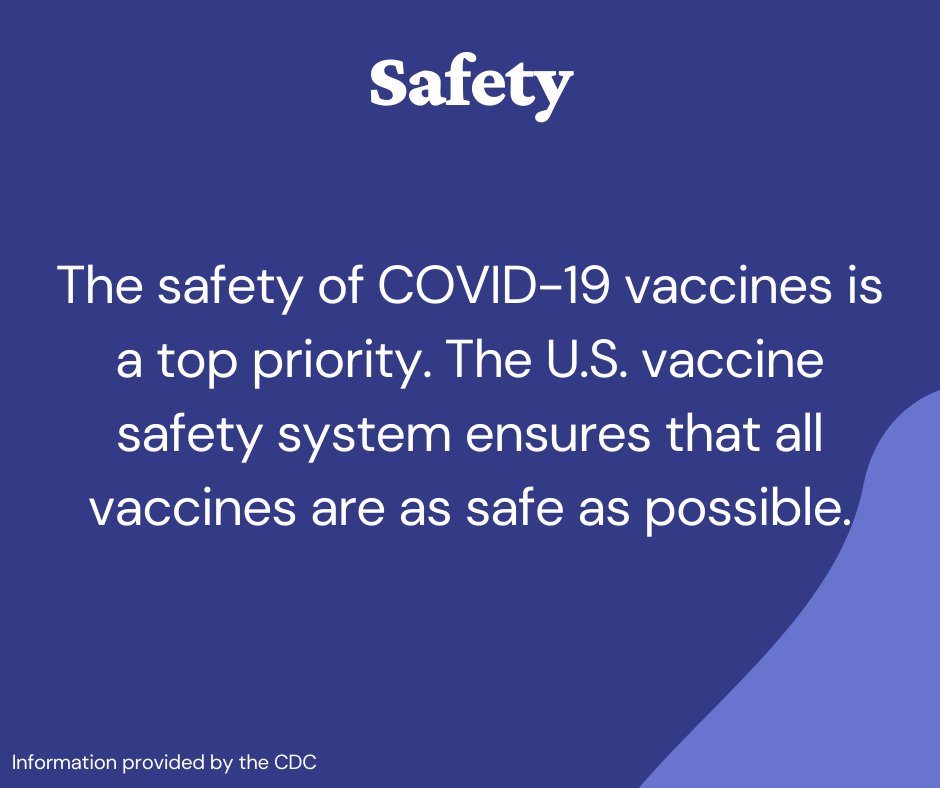 Safety
The safety of COVID-19 vaccines is
a top priority. The U.S. vaccine
safety system ensures that all
vaccines are as safe as possible.
Information provided by the CDC